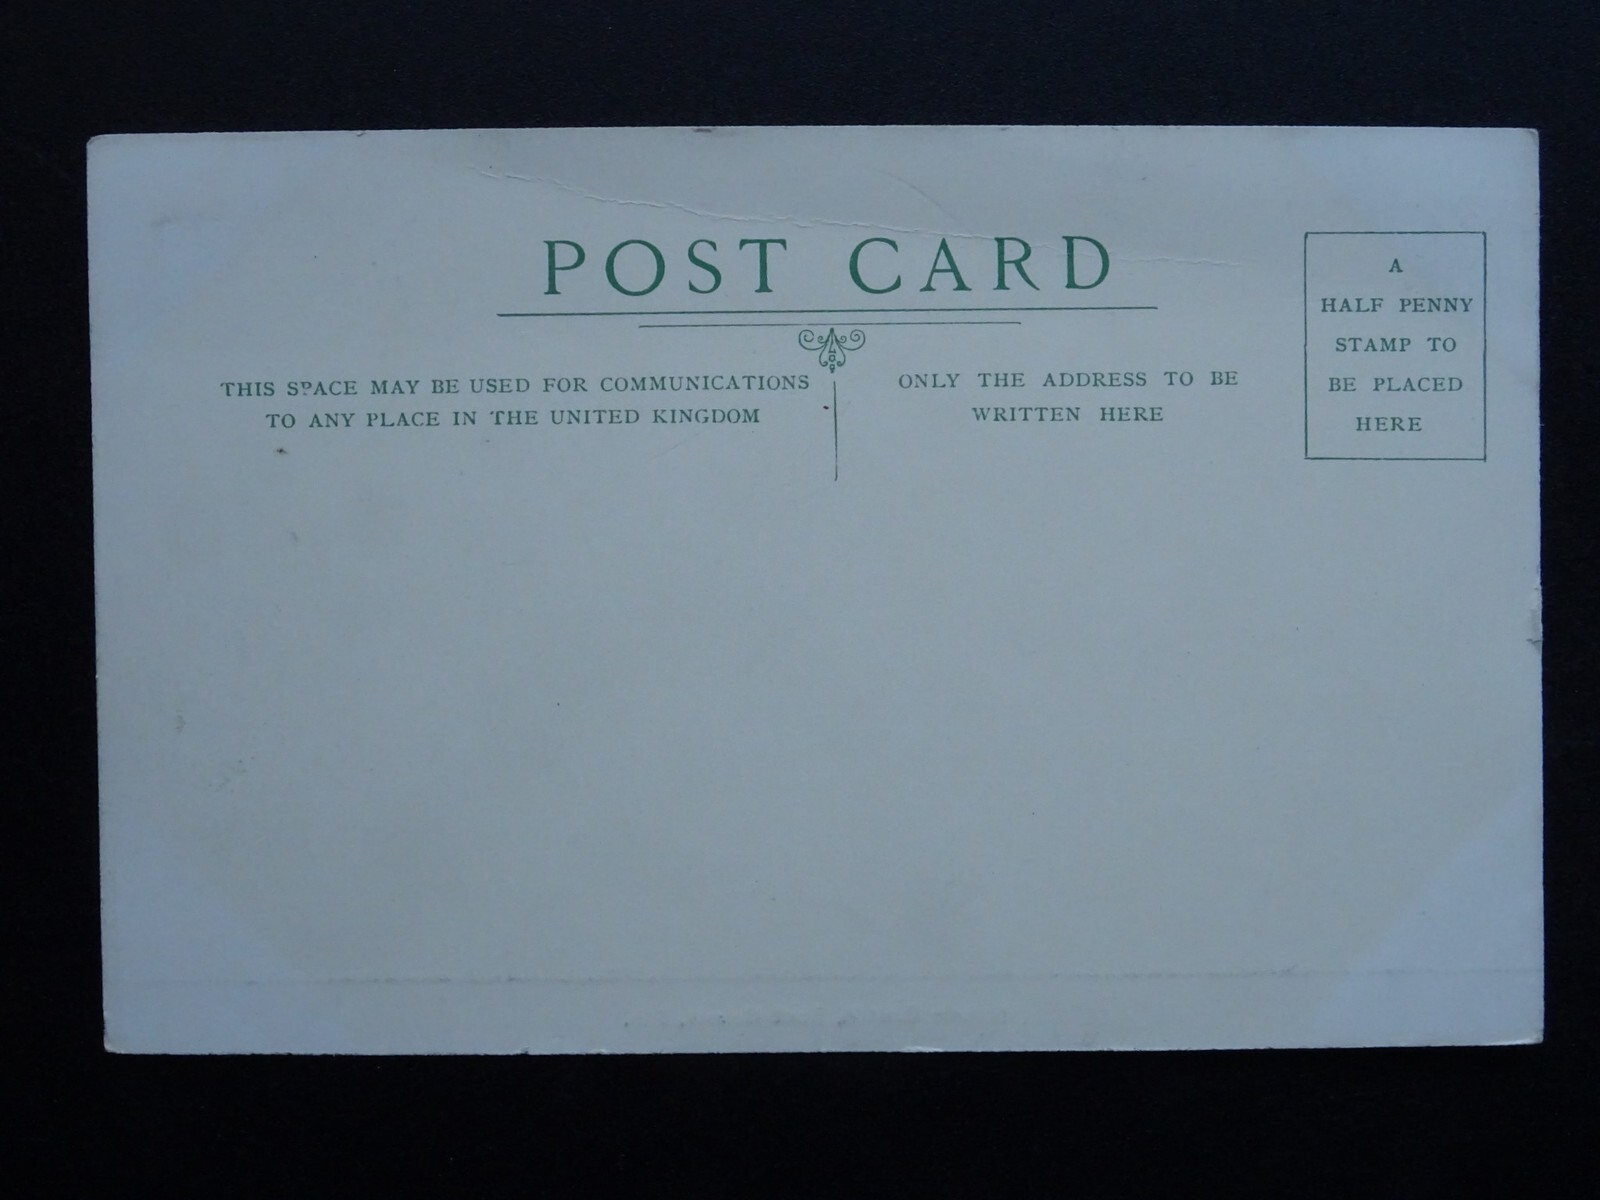 POST CARD
THIS SPACE MAY BE USED FOR COMMUNICATIONS
TO ANY PLACE IN THE UNITED KINGDOM
ONLY THE ADDRESS TO BE
WRITTEN HERE
A
HALF PENNY
STAMP TO
BE PLACED
HERE